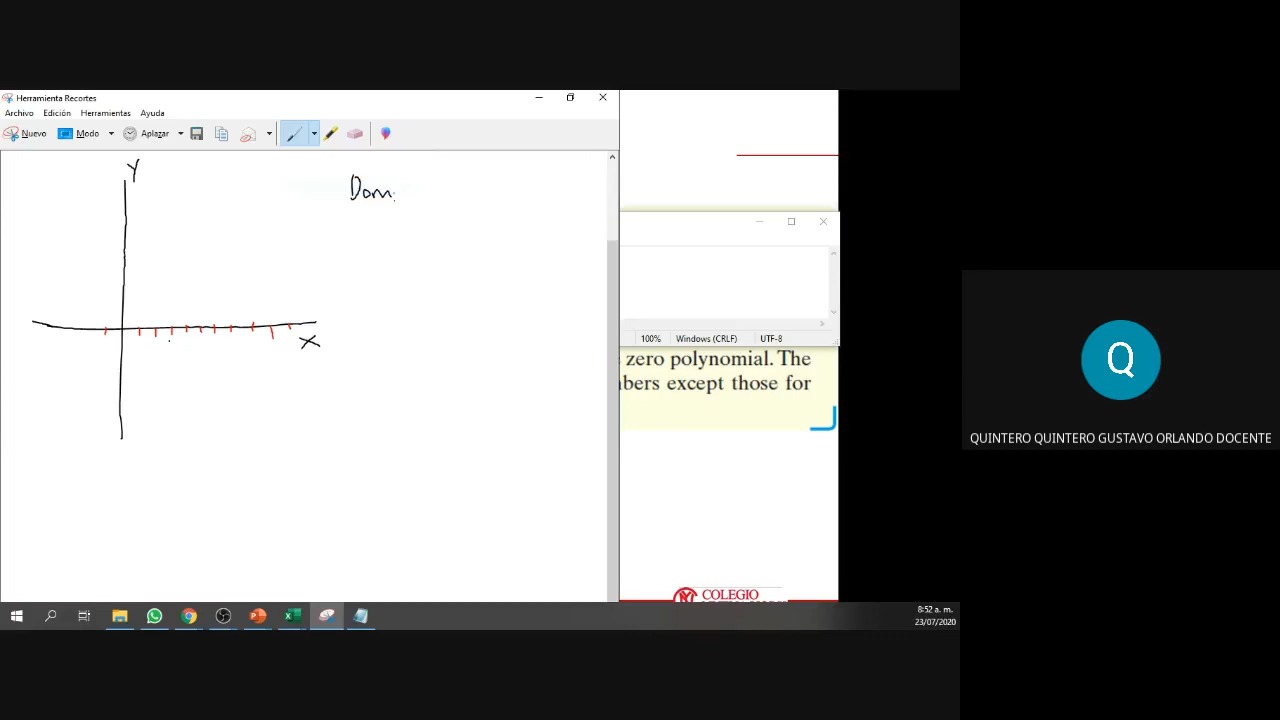 Herramienta Recortes
Archivo Edición Herramientas Ayuda
Nuevo Modo Aplazar
Y
Dom:
X
100% Windows (CRLF) UTF-8
zero polynomial. The
bers except those for
COLEGIO
8:52 a. m.
23/07/2020
Q
QUINTERO QUINTERO GUSTAVO ORLANDO DOCENTE